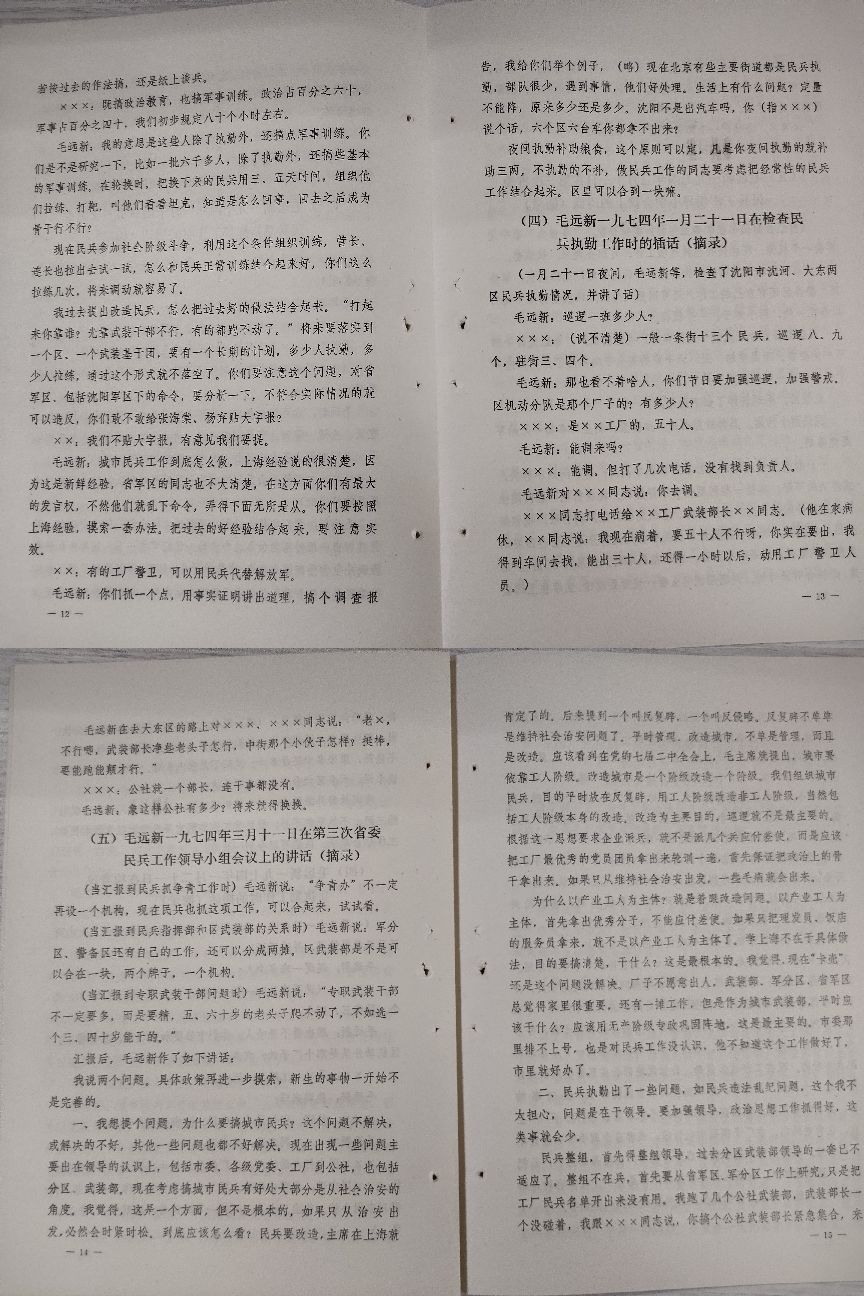 若按过去的作法搞，还是纸上谈兵。
×××：既搞政治教育，也搞军事训练。政治占百分之六十，
军事占百分之四十，我们初步规定八十个小时左右。
毛远新：我的意思是这些人除了执勤外，还搞点军事训练。你
们是不是研究一下，比如一批六千多人，除了执勤外，还搞些基本
的军事训练。在轮换时，把换下来的民兵用三、五天时间，组织他
们拉练、打靶，叫他们看看坦克，知道是怎么回事，回去之后成为
骨干行不行？
现在民兵参加社会阶级斗争，利用这个条件组织训练，营长、
连长也拉出去试一试，怎么和民兵正常训练结合起来好，你们这么
拉练几次，将来调动就容易了。
我过去提出改造民兵，怎么把过去好的做法结合起来。“打起
来你靠谁？光靠武装干部不行，有的都跑不动了。”将来要落实到
一个区、一个武装基干团，要有一个长期的计划，多少人执勤，多
少人拉练，通过这个形式就不落空了。你们要注意这个问题，对省
军区，包括沈阳军区下的命令，要分析一下，不符合实际情况的就
可以造反，你们敢不敢给张海棠、杨弃贴大字报？
××：我们不贴大字报，有意见我们要提。
毛远新：城市民兵工作到底怎么做，上海经验说的很清楚，因
为这是新鲜经验，省军区的同志也不大清楚，在这方面你们有最大
的发言权，不然他们就乱下命令，弄得下面无所是从。你们要按照
上海经验，摸索一套办法。把过去的好经验结合起来，要注意实
效。
××：有的工厂警卫，可以用民兵代替解放军。
毛远新：你们抓一个点，用事实证明讲出道理，搞个调查报
— 12 —
告，我给你们举个例子，（略）现在北京有些主要街道都是民兵执
勤，部队很少，遇到事情，他们好处理。生活上有什么问题？定量
不能降，原来多少还是多少。沈阳不是出汽车吗，你（指×××）
说个话，六个区六台车你都拿不出来？
夜间执勤补助粮食，这个原则可以定，凡是你夜间执勤的就补
助三两，不执勤的不补，做民兵工作的同志要考虑把经常性的民兵
工作结合起来。区里可以合到一块嘛。
（四）毛远新一九七四年一月二十一日在检查民
兵执勤工作时的插话（摘录）
（一月二十一日夜间，毛远新等，检查了沈阳市沈河、大东两
区民兵执勤情况，并讲了话）
毛远新：巡逻一班多少人？
×××：（说不清楚）一般一条街十三个民兵，巡逻八、九
个，驻街三、四个。
毛远新：那也看不着啥人，你们节日要加强巡逻，加强警戒。
区机动分队是那个厂子的？有多少人？
×××：是××工厂的，五十人。
毛远新：能调来吗？
×××：能调。但打了几次电话，没有找到负责人。
毛远新对×××同志说：你去调。
×××同志打电话给××工厂武装部长××同志。（他在家病
休，××同志说：我现在病着，要五十人不行呀，你实在要出，我
得到车间去找，能出三十人，还得一小时以后，动用工厂警卫人
员。）
— 13 —
毛远新在去大东区的路上对×××、×××同志说：“老×，
不行啊，武装部长净些老头子怎行，中街那个小伙子怎样？挺棒，
要能跑能颠才行。”
×××：公社就一个部长，连干事都没有。
毛远新：象这样公社有多少？将来就得换换。
（五）毛远新一九七四年三月十一日在第三次省委
民兵工作领导小组会议上的讲话（摘录）
（当汇报到民兵抓争青工作时）毛远新说：“争青办”不一定
再设一个机构，现在民兵也抓这项工作，可以合起来，试试看。
（当汇报到民兵指挥部和区武装部的关系时）毛远新说：军分
区、警备区还有自己的工作，还可以分成两摊。区武装部是不是可
以合在一块，两个牌子，一个机构。
（当汇报到专职武装干部问题时）毛远新说：“专职武装干部
不一定要多，而是要精，五、六十岁的老头子爬不动了，不如选一
个三、四十岁能干的。”
汇报后，毛远新作了如下讲话：
我说两个问题。具体政策再进一步摸索，新生的事物一开始不
是完善的。
一、我想提个问题，为什么要搞城市民兵？这个问题不解决，
或解决的不好，其他一些问题也都不好解决。现在出现一些问题主
要出在领导的认识上，包括市委、各级党委、工厂到公社，也包括
分区、武装部。现在考虑搞城市民兵有好处大部分是从社会治安的
角度。我觉得，这是一个方面，但不是根本的。如果只从治安出
发，必然会时紧时松。到底应该怎么看？民兵要改造，主席在上海就
— 14 —
肯定了的。后来提到一个叫反复辟，一个叫反侵略。反复辟不单单
是维持社会治安问题了。平时管理、改造城市，不单是管理，而且
是改造。应该看到在党的七届二中全会上，毛主席就提出，城市要
依靠工人阶级。改造城市是一个阶级改造一个阶级。我们组织城市
民兵，目的平时放在反复辟，用工人阶级改造非工人阶级，当然包
括工人阶级本身的改造。改造为主要目的，巡逻就不是最主要的。
根据这一思想要求企业派兵，就不是派几个兵应付差使，而是应该
把工厂最优秀的党员团员拿出来轮训一遍，首先保证把政治上的骨
干拿出来。如果只从维持社会治安出发，一些毛病就会出来。
为什么以产业工人为主体？就是着眼改造问题。以产业工人为
主体，首先拿出优秀分子，不能应付差使。如果只把理发员、饭店
的服务员拿来，就不是以产业工人为主体了。学上海不在于具体做
法，目的要搞清楚，干什么？这是最根本的。我觉得，现在“卡壳”
还是这个问题没解决。厂子不愿意出人，武装部、军分区、省军区
总觉得家里很重要，还有一摊工作，但是作为城市武装部，平时应
该干什么？应该用无产阶级专政巩固阵地，这是最主要的。市委那
里排不上号，也是对民兵工作没认识，他不知道这个工作做好了，
市里就好办了。
二、民兵执勤出了一些问题，如民兵违法乱纪问题，这个我不
太担心，问题是在于领导。要加强领导，政治思想工作抓得好，这
类事就会少。
民兵整组，首先得整组领导，过去分区武装部领导的一套已不
适应了。整组不在兵，首先要从省军区、军分区工作上研究，只是把
工厂民兵名单开出来没有用。我跑了几个公社武装部，武装部长一
个没碰着，我跟×××同志说，你搞个公社武装部长紧急集合，来
— 15 —